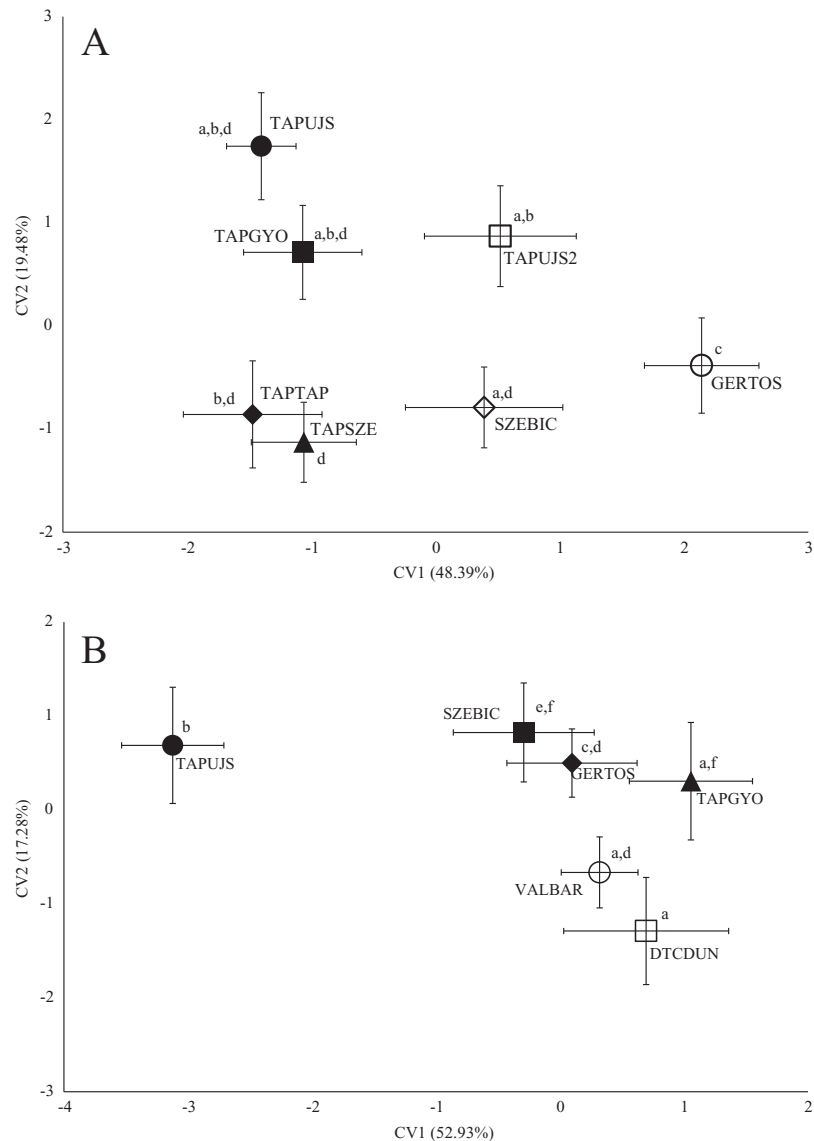 A
3
2
1
0
-1
-2
-3
-2
-1
0
1
2
3
CV2 (19.48%)
CV1 (48.39%)
TAPUJS
a,b,d
TAPGYO
a,b,d
a,b
TAPUJS2
c
GERTOS
b,d
TAPTAP
TAPSZE
d
a,d
SZEBIC
B
2
1
0
-1
-2
-3
-4
-3
-2
-1
0
1
2
CV2 (17.28%)
CV1 (52.93%)
b
TAPUJS
SZEBIC
e,f
c,d
GERTOS
a,f
TAPGYO
a,d
VALBAR
a
DTCDUN